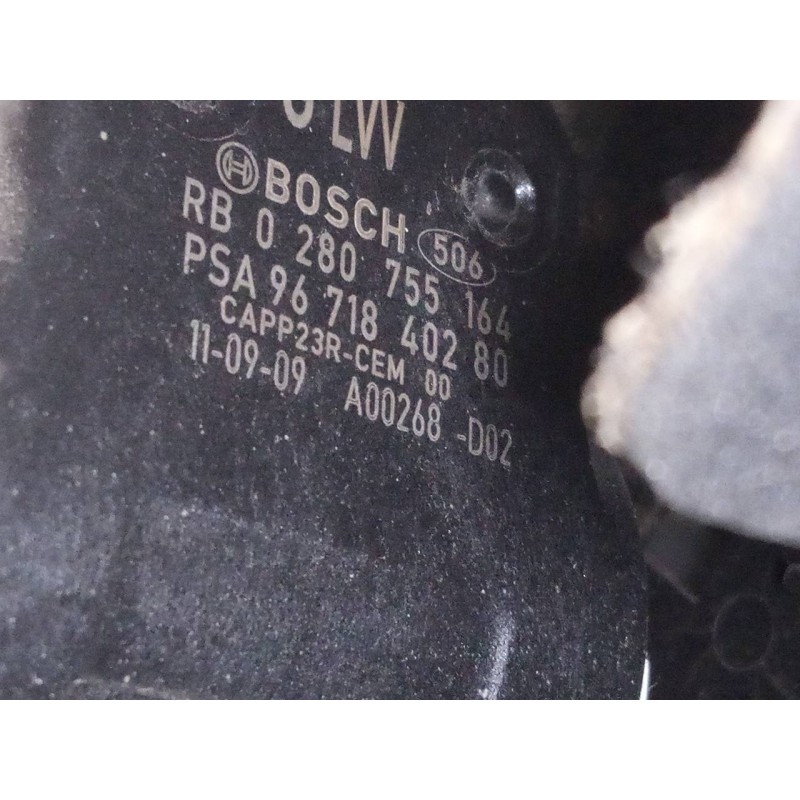 LW
BOSCH 506
RB 0 280 755 164
PSA 96 718 402 80
CAPP23R-CEM 00
11-09-09 A00268 -D02